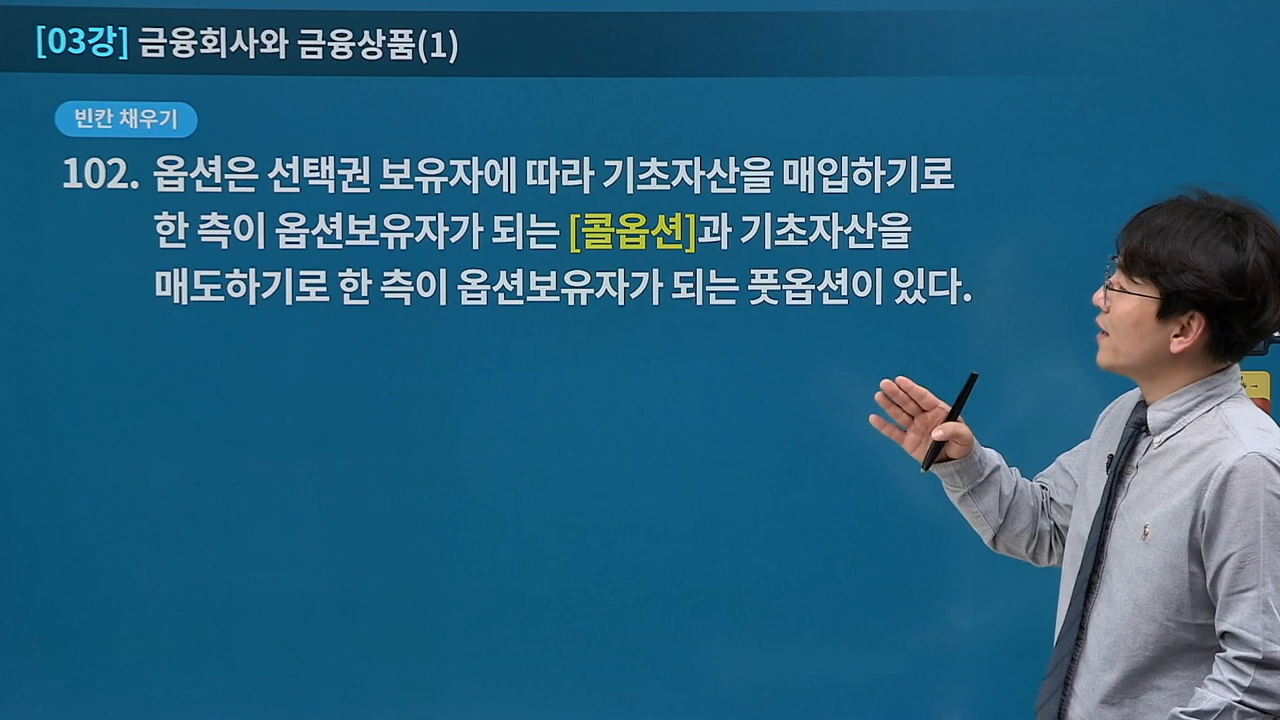 [03강] 금융회사와 금융상품(1)
빈칸 채우기
102. 옵션은 선택권 보유자에 따라 기초자산을 매입하기로
한 측이 옵션보유자가 되는 [콜옵션]과 기초자산을
매도하기로 한 측이 옵션보유자가 되는 풋옵션이 있다.